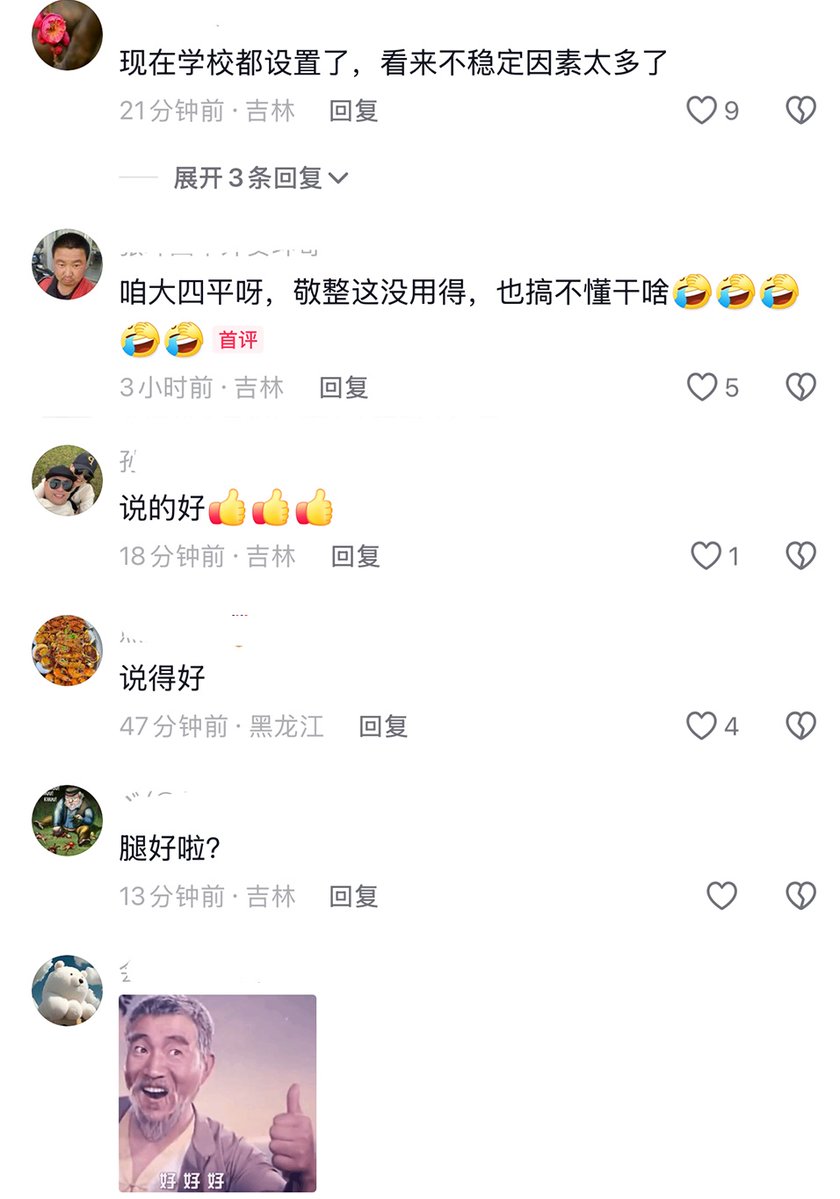 现在学校都设置了，看来不稳定因素太多了
21分钟前 · 吉林 回复 9
展开3条回复
咱大四平呀，敬整这没用得，也搞不懂干啥🤣🤣🤣
🤣🤣 首评
3小时前 · 吉林 回复 5
说的好👍👍👍
18分钟前 · 吉林 回复 1
说得好
47分钟前 · 黑龙江 回复 4
腿好啦？
13分钟前 · 吉林 回复
好好好